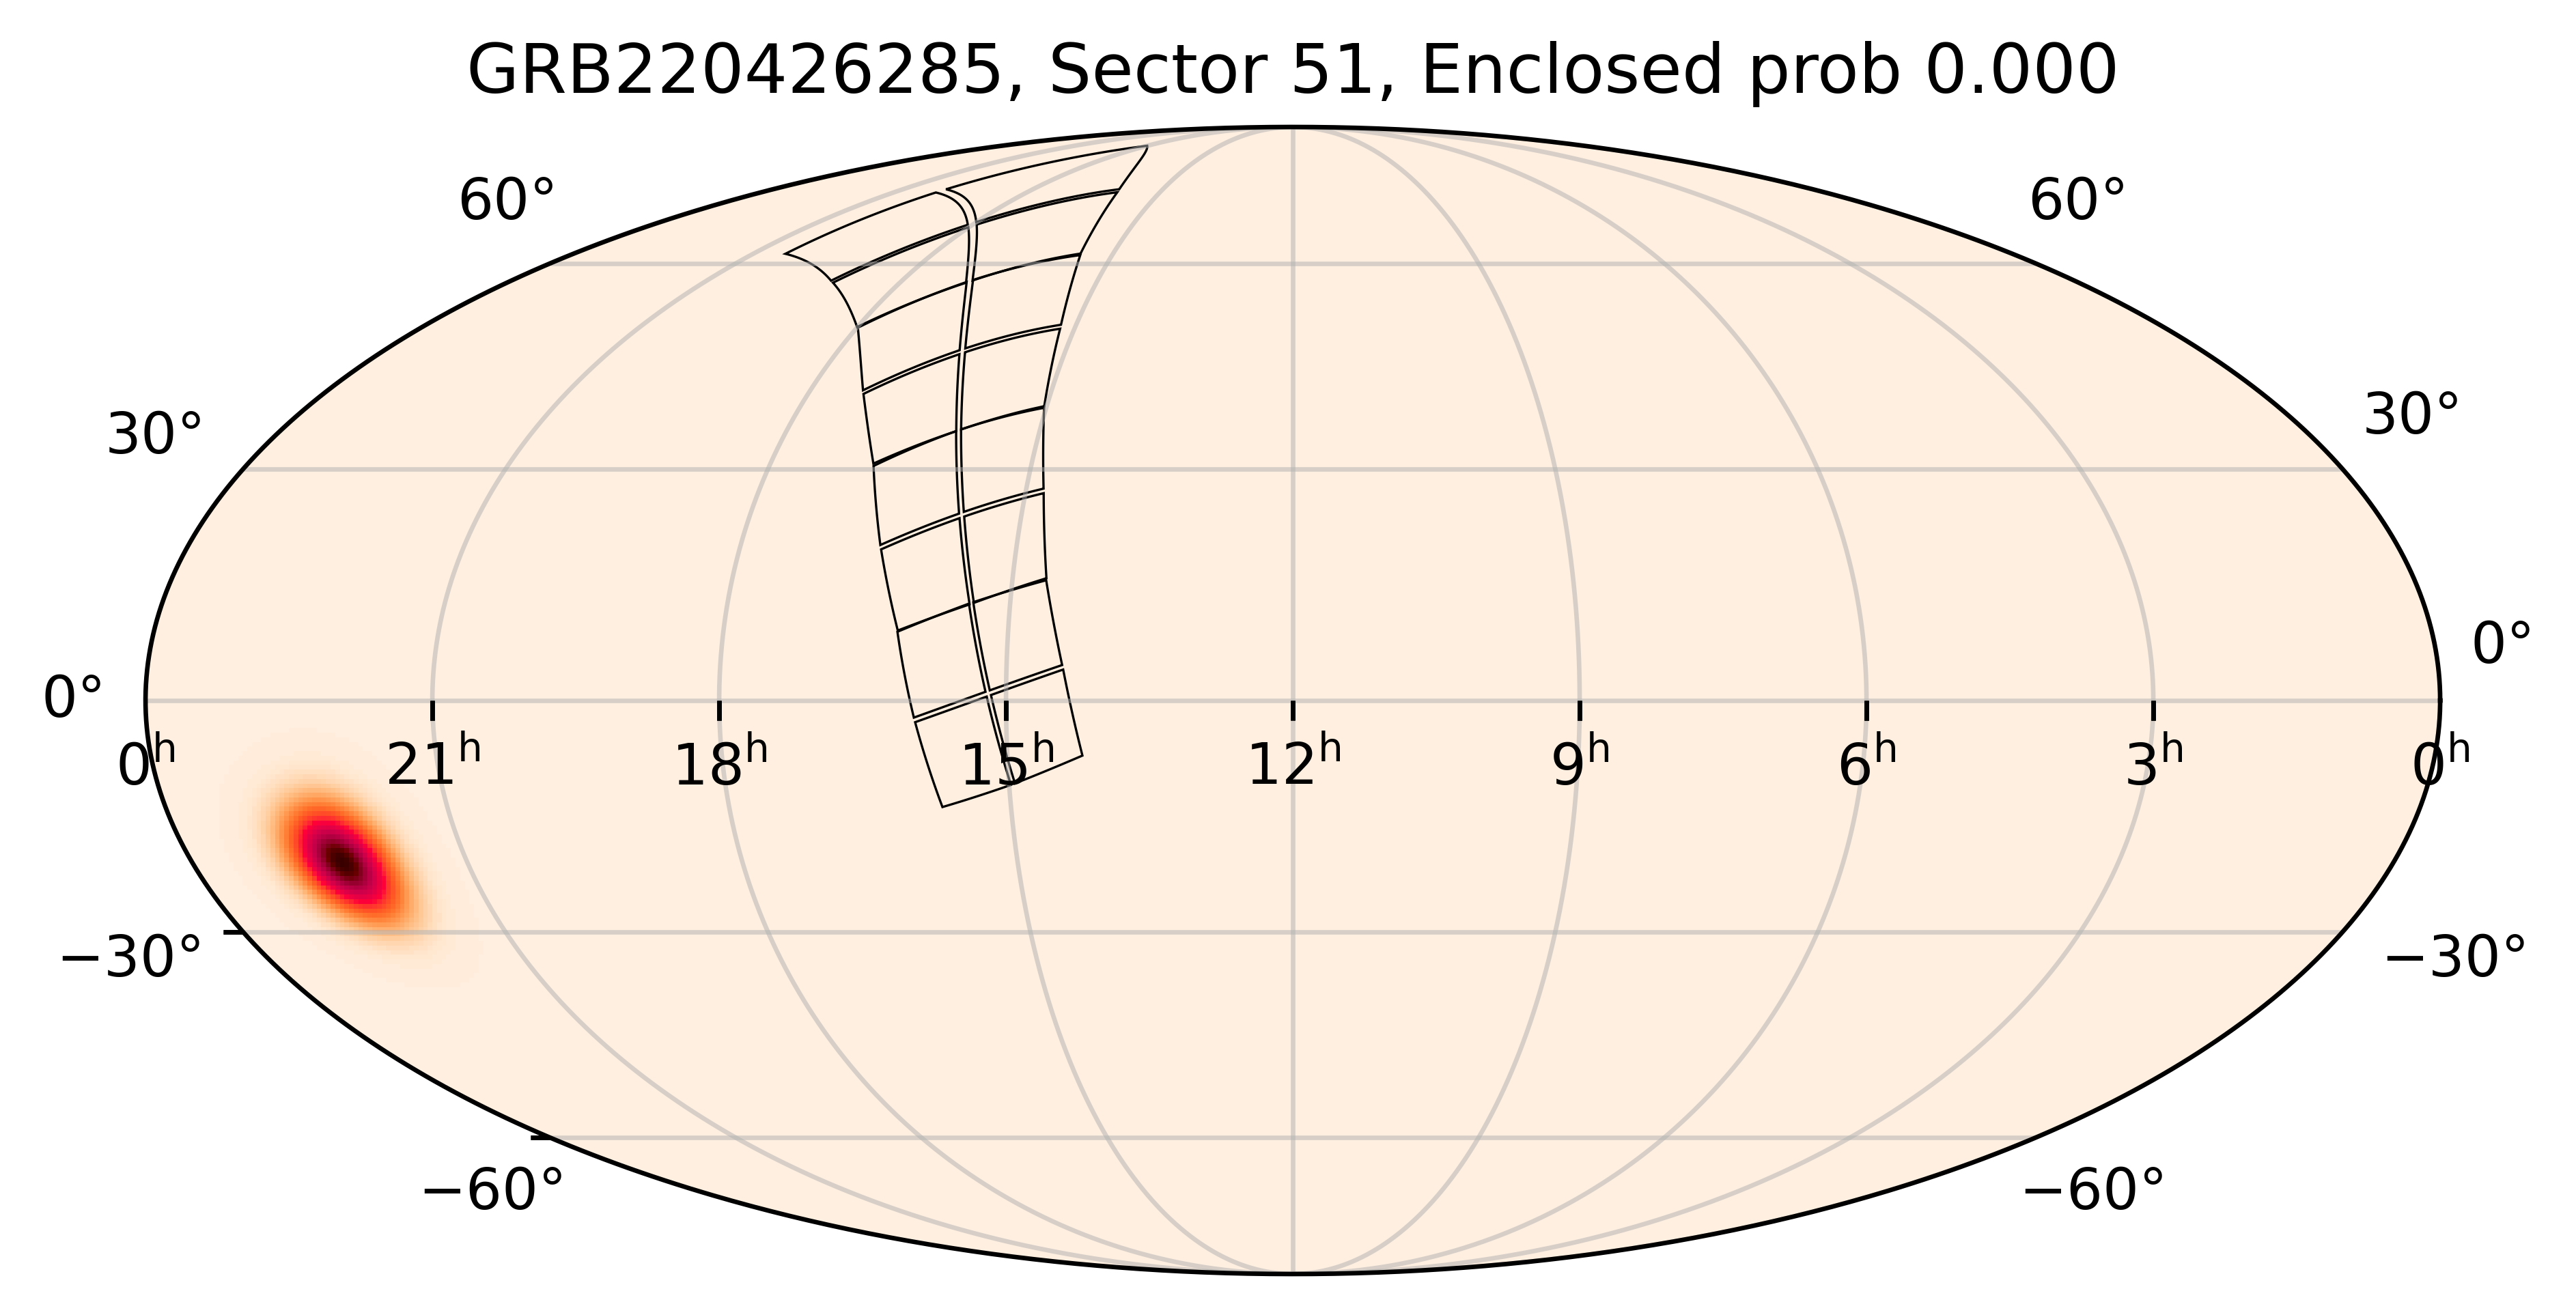 GRB220426285, Sector 51, Enclosed prob 0.000
60° 60°
30° 30°
0° 0°
0ʰ 21ʰ 18ʰ 15ʰ 12ʰ 9ʰ 6ʰ 3ʰ 0ʰ
−30° −30°
−60° −60°